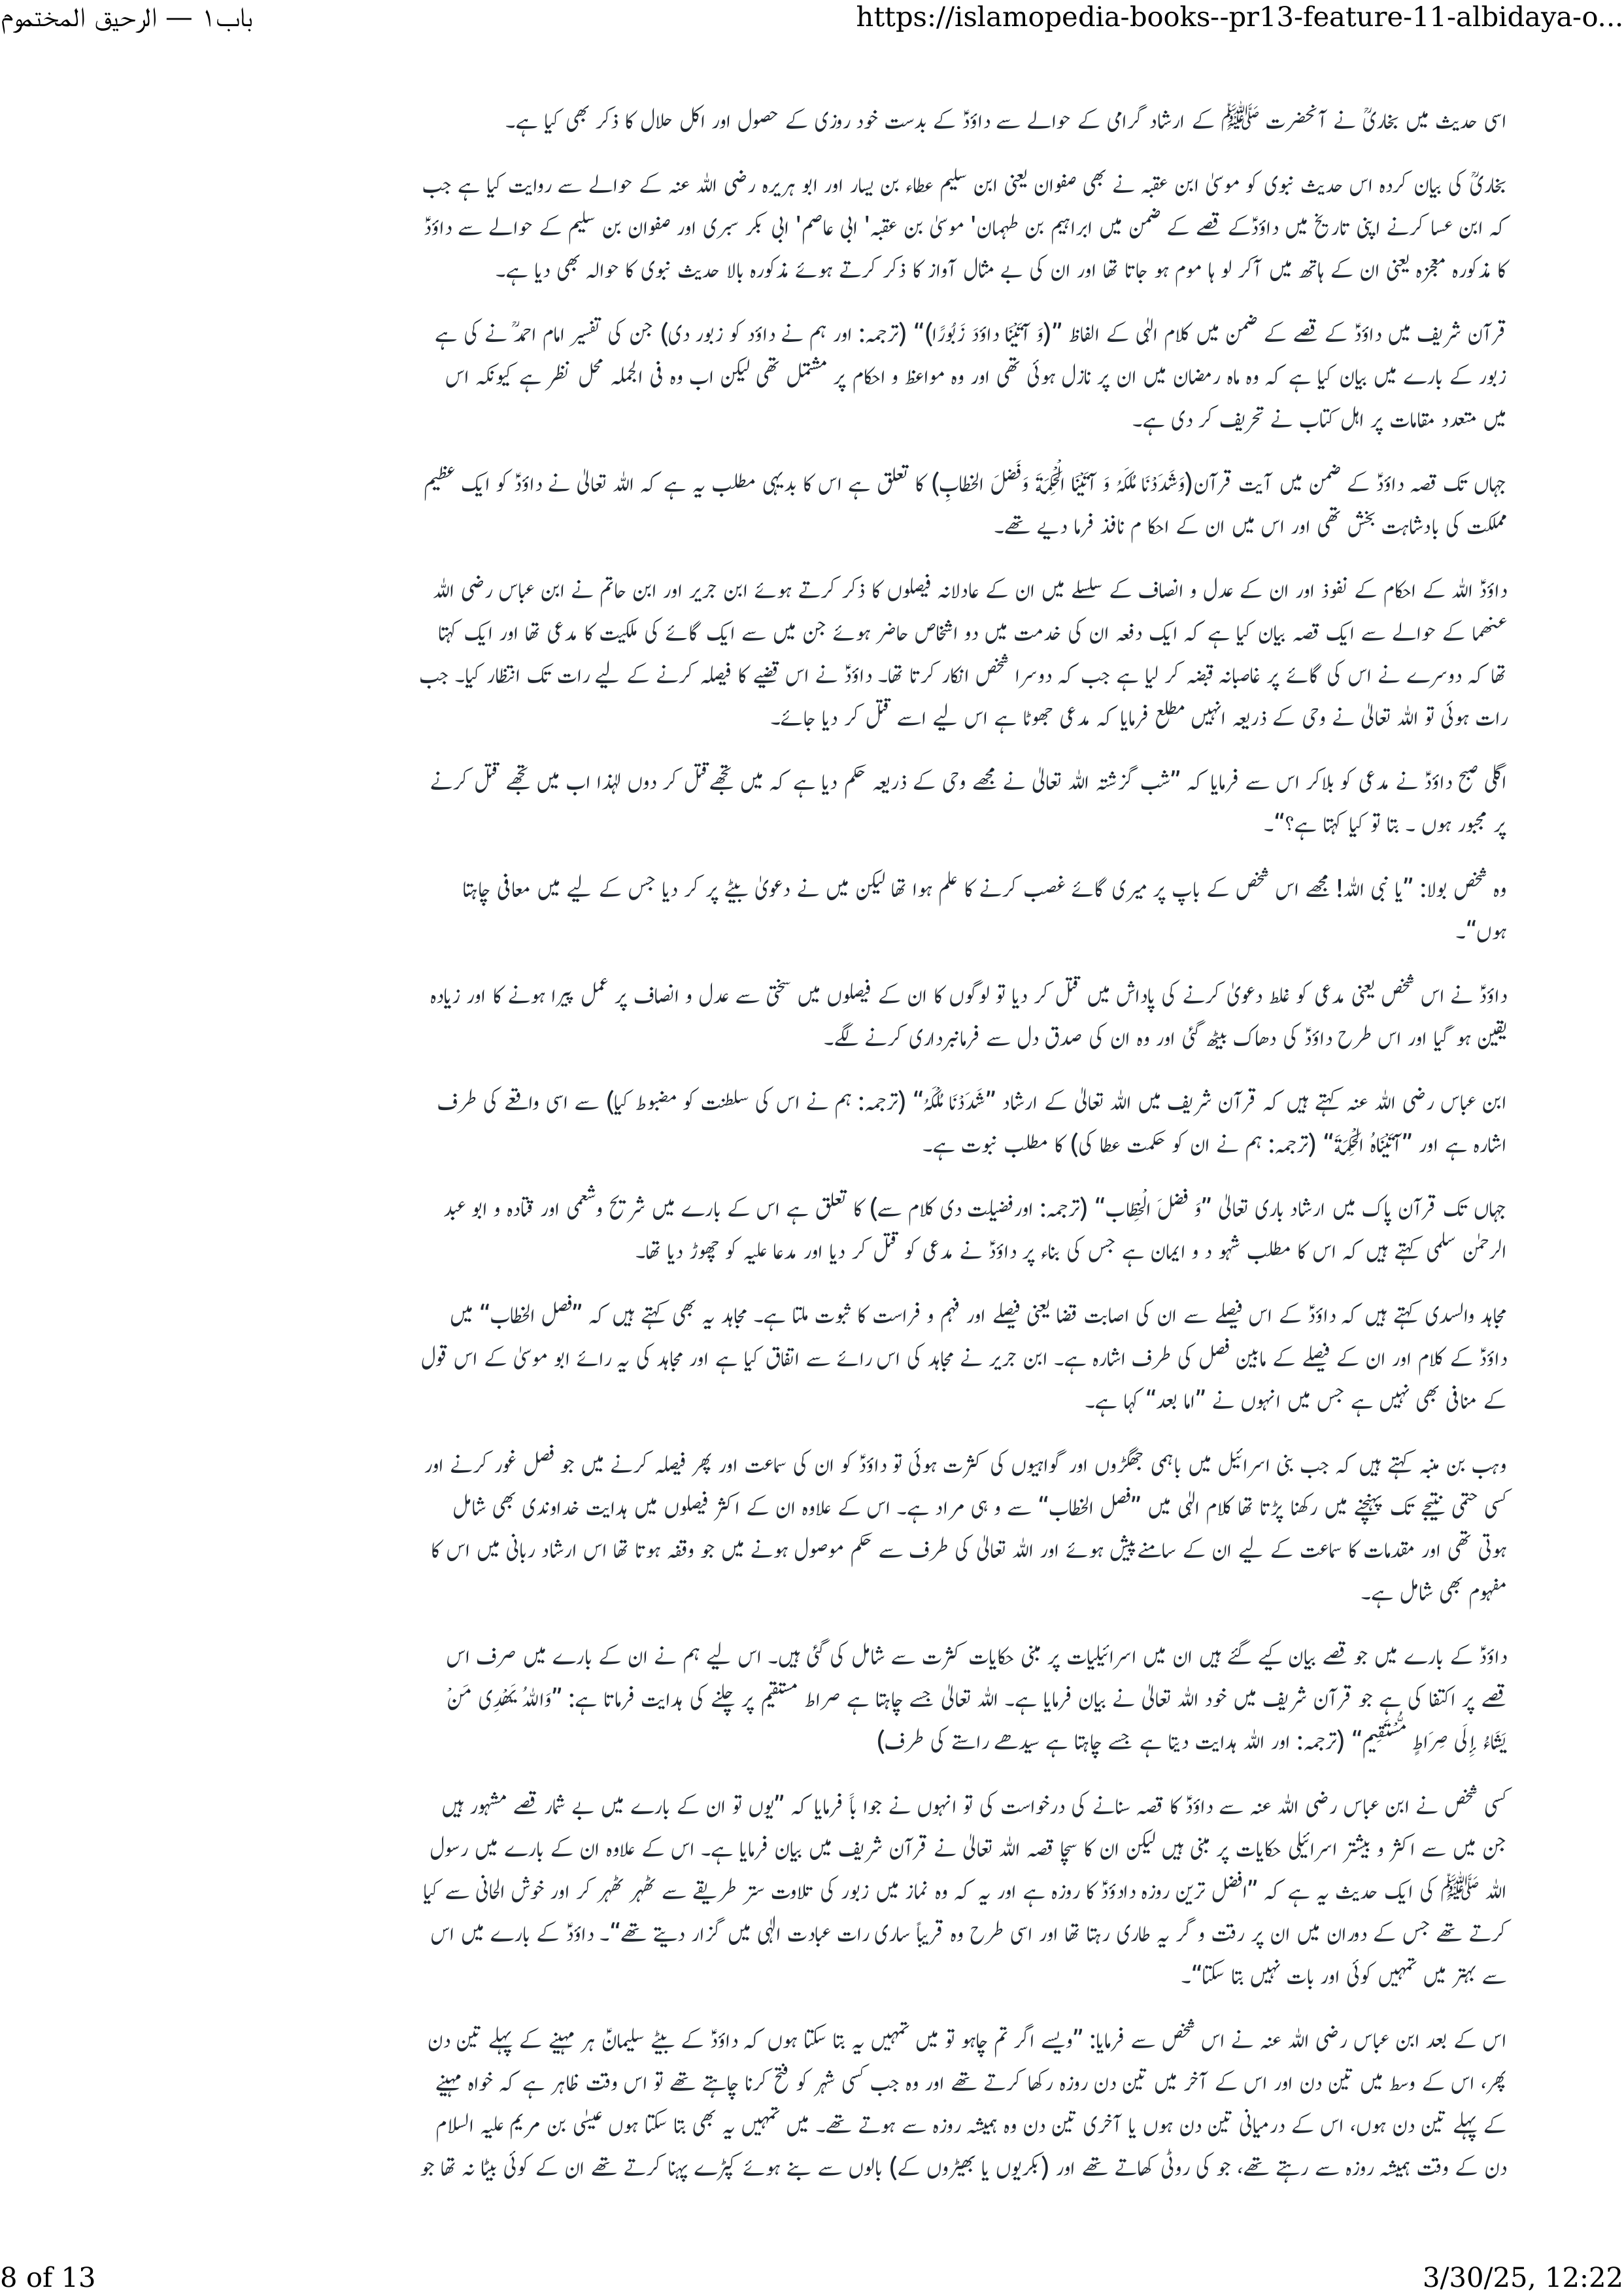 باب۱ — الرحیق المختموم
https://islamopedia-books--pr13-feature-11-albidaya-o...
اسی حدیث میں بخاریؒ نے آنحضرت ﷺ کے ارشاد گرامی کے حوالے سے داؤدؑ کے بدست خود روزی کے حصول اور اکل حلال کا ذکر بھی کیا ہے۔
بخاریؒ کی بیان کردہ اس حدیث نبوی کو موسیٰ ابن عقبہ نے بھی صفوان یعنی ابن سلیم عطاء بن یسار اور ابو ہریرہ رضی اللہ عنہ کے حوالے سے روایت کیا ہے جب
کہ ابن عسا کرنے اپنی تاریخ میں داؤدؑکے قصے کے ضمن میں ابراہیم بن طہمان' موسیٰ بن عقبہ' ابی عاصم' ابی بکر سبری اور صفوان بن سلیم کے حوالے سے داؤدؑ
کا مذکورہ معجزہ یعنی ان کے ہاتھ میں آکر لو ہا موم ہو جاتا تھا اور ان کی بے مثال آواز کا ذکر کرتے ہوئے مذکورہ بالا حدیث نبوی کا حوالہ بھی دیا ہے۔
قرآن شریف میں داؤدؑ کے قصے کے ضمن میں کلام الٰہی کے الفاظ ”(وَ آتَيْنَا دَاوُدَ زَبُورًا)“ (ترجمہ: اور ہم نے داؤد کو زبور دی) جن کی تفسیر امام احمدؒ نے کی ہے
زبور کے بارے میں بیان کیا ہے کہ وہ ماہ رمضان میں ان پر نازل ہوئی تھی اور وہ مواعظ و احکام پر مشتمل تھی لیکن اب وہ فی الجملہ محل نظر ہے کیونکہ اس
میں متعدد مقامات پر اہل کتاب نے تحریف کر دی ہے۔
جہاں تک قصہ داؤدؑ کے ضمن میں آیت قرآن(وَشَدَدْنَا مُلكَهُ وَ آتَيْنَا الْحِكْمَةَ وَفَصْلَ الخطابِ) کا تعلق ہے اس کا بدیہی مطلب یہ ہے کہ اللہ تعالیٰ نے داؤدؑ کو ایک عظیم
مملکت کی بادشاہت بخش تھی اور اس میں ان کے احکا م نافذ فرما دیے تھے۔
داؤدؑ اللہ کے احکام کے نفوذ اور ان کے عدل و انصاف کے سلسلے میں ان کے عادلانہ فیصلوں کا ذکر کرتے ہوئے ابن جریر اور ابن حاتم نے ابن عباس رضی اللہ
عنھما کے حوالے سے ایک قصہ بیان کیا ہے کہ ایک دفعہ ان کی خدمت میں دو اشخاص حاضر ہوئے جن میں سے ایک گائے کی ملکیت کا مدعی تھا اور ایک کہتا
تھا کہ دوسرے نے اس کی گائے پر غاصبانہ قبضہ کر لیا ہے جب کہ دوسرا شخص انکار کرتا تھا۔ داؤدؑ نے اس قضیے کا فیصلہ کرنے کے لیے رات تک انتظار کیا۔ جب
رات ہوئی تو اللہ تعالیٰ نے وحی کے ذریعہ انہیں مطلع فرمایا کہ مدعی جھوٹا ہے اس لیے اسے قتل کر دیا جائے۔
اگلی صبح داؤدؑ نے مدعی کو بلاکر اس سے فرمایا کہ ”شب گزشتہ اللہ تعالیٰ نے مجھے وحی کے ذریعہ حکم دیا ہے کہ میں تجھے قتل کر دوں لہٰذا اب میں تجھے قتل کرنے
پر مجبور ہوں ۔ بتا تو کیا کہتا ہے؟“۔
وہ شخص بولا: ”یا نبی اللہ! مجھے اس شخص کے باپ پر میری گائے غصب کرنے کا علم ہوا تھا لیکن میں نے دعویٰ بیٹے پر کر دیا جس کے لیے میں معافی چاہتا
ہوں“۔
داؤدؑ نے اس شخص یعنی مدعی کو غلط دعویٰ کرنے کی پاداش میں قتل کر دیا تو لوگوں کا ان کے فیصلوں میں سختی سے عدل و انصاف پر عمل پیرا ہونے کا اور زیادہ
یقین ہو گیا اور اس طرح داؤدؑ کی دھاک بیٹھ گئی اور وہ ان کی صدق دل سے فرمانبرداری کرنے لگے۔
ابن عباس رضی اللہ عنہ کہتے ہیں کہ قرآن شریف میں اللہ تعالیٰ کے ارشاد ”شَدَدْنَا مُلْكَهُ“ (ترجمہ: ہم نے اس کی سلطنت کو مضبوط کیا) سے اسی واقعے کی طرف
اشارہ ہے اور ”آتَيْنَاهُ الْحِكْمَةَ“ (ترجمہ: ہم نے ان کو حکمت عطا کی) کا مطلب نبوت ہے۔
جہاں تک قرآن پاک میں ارشاد باری تعالیٰ ”وَ فَصْلَ الْخِطَاب“ (ترجمہ: اورفضیلت دی کلام سے) کا تعلق ہے اس کے بارے میں شریح وشعمی اور قتادہ و ابو عبد
الرحمٰن سلمی کہتے ہیں کہ اس کا مطلب شہو د و ایمان ہے جس کی بناء پر داؤدؑ نے مدعی کو قتل کر دیا اور مدعا علیہ کو چھوڑ دیا تھا۔
مجاہد والسدی کہتے ہیں کہ داؤدؑ کے اس فیصلے سے ان کی اصابت قضا یعنی فیصلے اور فہم و فراست کا ثبوت ملتا ہے۔ مجاہد یہ بھی کہتے ہیں کہ ”فصل الخطاب“ میں
داؤدؑ کے کلام اور ان کے فیصلے کے مابین فصل کی طرف اشارہ ہے۔ ابن جریر نے مجاہد کی اس رائے سے اتفاق کیا ہے اور مجاہد کی یہ رائے ابو موسیٰ کے اس قول
کے منافی بھی نہیں ہے جس میں انہوں نے ”اما بعد“ کہا ہے۔
وہب بن منبہ کہتے ہیں کہ جب بنی اسرائیل میں باہمی جھگڑوں اور گواہیوں کی کثرت ہوئی تو داؤدؑ کو ان کی سماعت اور پھر فیصلہ کرنے میں جو فصل غور کرنے اور
کسی حتمی نتیجے تک پہنچنے میں رکھنا پڑتا تھا کلام الٰہی میں ”فصل الخطاب“ سے و ہی مراد ہے۔ اس کے علاوہ ان کے اکثر فیصلوں میں ہدایت خداوندی بھی شامل
ہوتی تھی اور مقدمات کا سماعت کے لیے ان کے سامنے پیش ہوئے اور اللہ تعالیٰ کی طرف سے حکم موصول ہونے میں جو وقفہ ہوتا تھا اس ارشاد ربانی میں اس کا
مفہوم بھی شامل ہے۔
داؤدؑ کے بارے میں جو قصے بیان کیے گئے ہیں ان میں اسرائیلیات پر مبنی حکایات کثرت سے شامل کی گئی ہیں۔ اس لیے ہم نے ان کے بارے میں صرف اس
قصے پر اکتفا کی ہے جو قرآن شریف میں خود اللہ تعالیٰ نے بیان فرمایا ہے۔ اللہ تعالیٰ جسے چاہتا ہے صراط مستقیم پر چلنے کی ہدایت فرماتا ہے: ”وَاللهُ يَهْدِى مَنْ
يَشَاءُ إِلَى صِرَاطٍ مُّسْتَقِيم“ (ترجمہ: اور اللہ ہدایت دیتا ہے جسے چاہتا ہے سیدھے راستے کی طرف)
کسی شخص نے ابن عباس رضی اللہ عنہ سے داؤدؑ کا قصہ سنانے کی درخواست کی تو انہوں نے جوا باً فرمایا کہ ”یوں تو ان کے بارے میں بے شمار قصے مشہور ہیں
جن میں سے اکثر و بیشتر اسرائیلی حکایات پر مبنی ہیں لیکن ان کا سچا قصہ اللہ تعالیٰ نے قرآن شریف میں بیان فرمایا ہے۔ اس کے علاوہ ان کے بارے میں رسول
اللہ ﷺ کی ایک حدیث یہ ہے کہ ”افضل ترین روزہ دادؤدؑ کا روزہ ہے اور یہ کہ وہ نماز میں زبور کی تلاوت ستر طریقے سے ٹھہر ٹھہر کر اور خوش الحانی سے کیا
کرتے تھے جس کے دوران میں ان پر رقت و گر یہ طاری رہتا تھا اور اسی طرح وہ قریباً ساری رات عبادت الٰہی میں گزار دیتے تھے“۔ داؤدؑ کے بارے میں اس
سے بہتر میں تمہیں کوئی اور بات نہیں بتا سکتا“۔
اس کے بعد ابن عباس رضی اللہ عنہ نے اس شخص سے فرمایا: ”ویسے اگر تم چاہو تو میں تمہیں یہ بتا سکتا ہوں کہ داؤدؑ کے بیٹے سلیمانؑ ہر مہینے کے پہلے تین دن
پھر، اس کے وسط میں تین دن اور اس کے آخر میں تین دن روزہ رکھا کرتے تھے اور وہ جب کسی شہر کو فتح کرنا چاہتے تھے تو اس وقت ظاہر ہے کہ خواہ مہینے
کے پہلے تین دن ہوں، اس کے درمیانی تین دن ہوں یا آخری تین دن وہ ہمیشہ روزہ سے ہوتے تھے۔ میں تمہیں یہ بھی بتا سکتا ہوں عیسٰی بن مریم علیہ السلام
دن کے وقت ہمیشہ روزہ سے رہتے تھے، جو کی روٹی کھاتے تھے اور (بکریوں یا بھیڑوں کے) بالوں سے بنے ہوئے کپڑے پہنا کرتے تھے ان کے کوئی بیٹا نہ تھا جو
8 of 13
3/30/25, 12:22